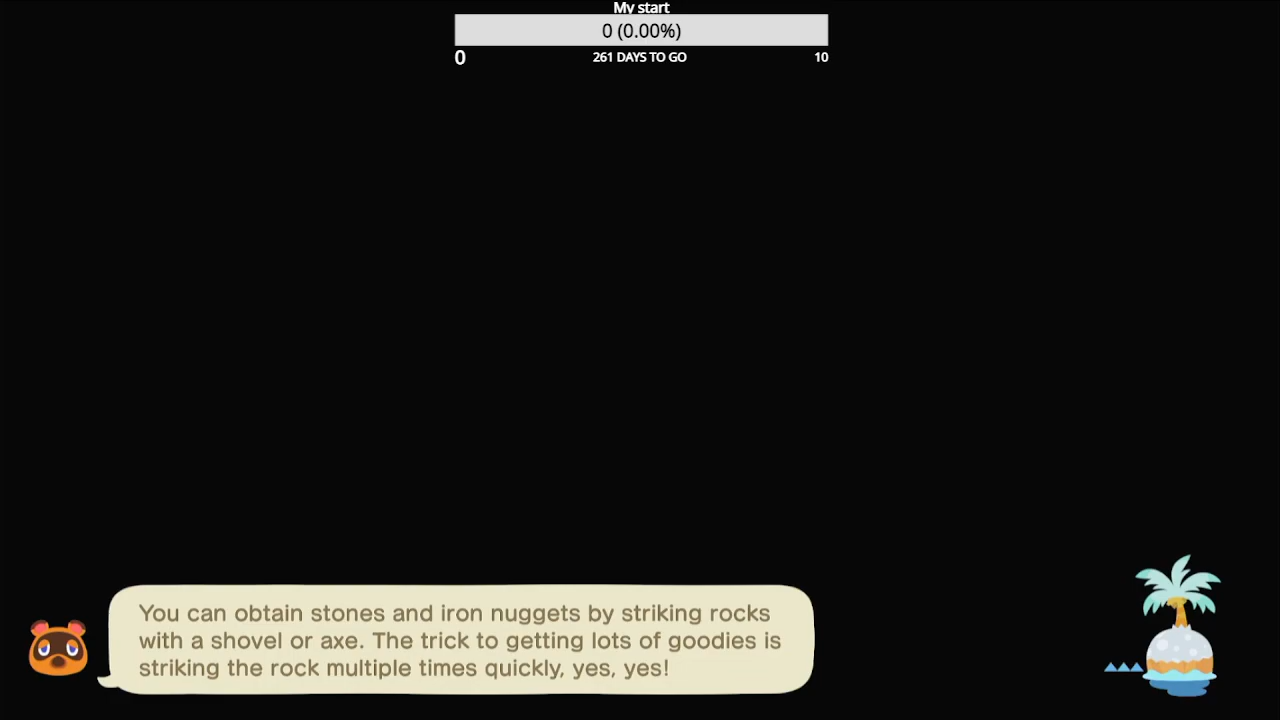 My start
0 (0.00%)
0 261 DAYS TO GO 10
You can obtain stones and iron nuggets by striking rocks
with a shovel or axe. The trick to getting lots of goodies is
striking the rock multiple times quickly, yes, yes!